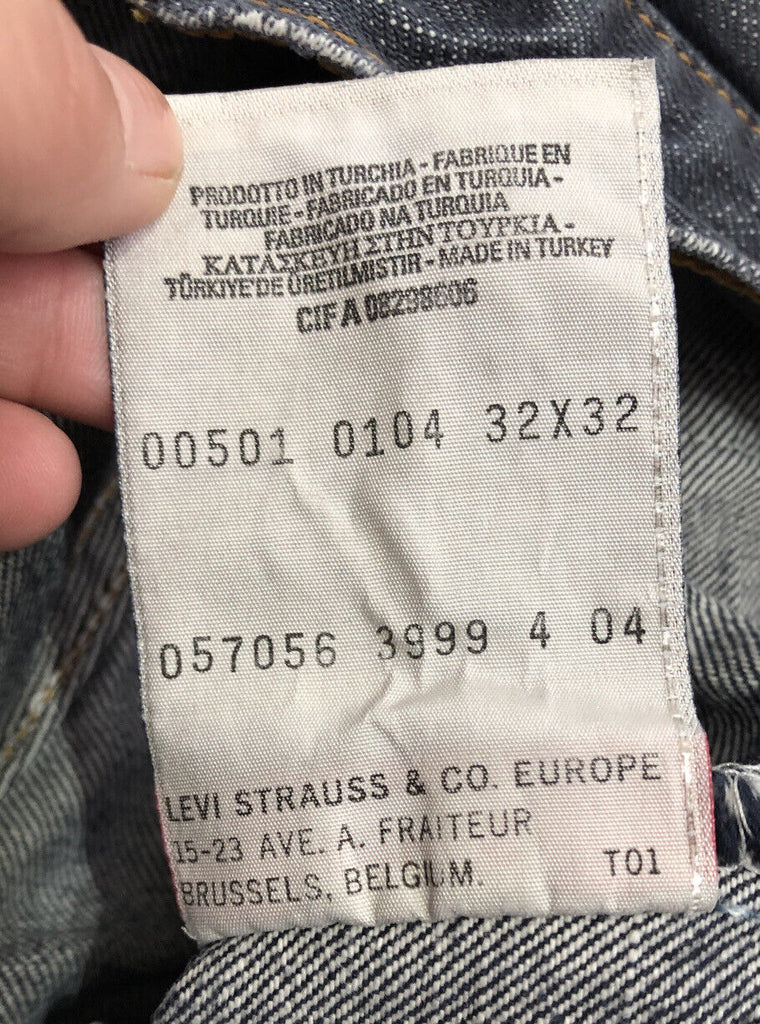 PRODOTTO IN TURCHIA - FABRIQUE EN
TURQUIE - FABRICADO EN TURQUIA -
FABRICADO NA TURQUIA
ΚΑΤΑΣΚΕΥΗ ΣΤΗΝ ΤΟΥΡΚΙΑ -
TÜRKIYE'DE ÜRETILMISTIR - MADE IN TURKEY
CIF A 08298606
00501 0104 32X32
057056 3999 4 04
LEVI STRAUSS & CO. EUROPE
15-23 AVE. A. FRAITEUR
BRUSSELS, BELGIUM. T01